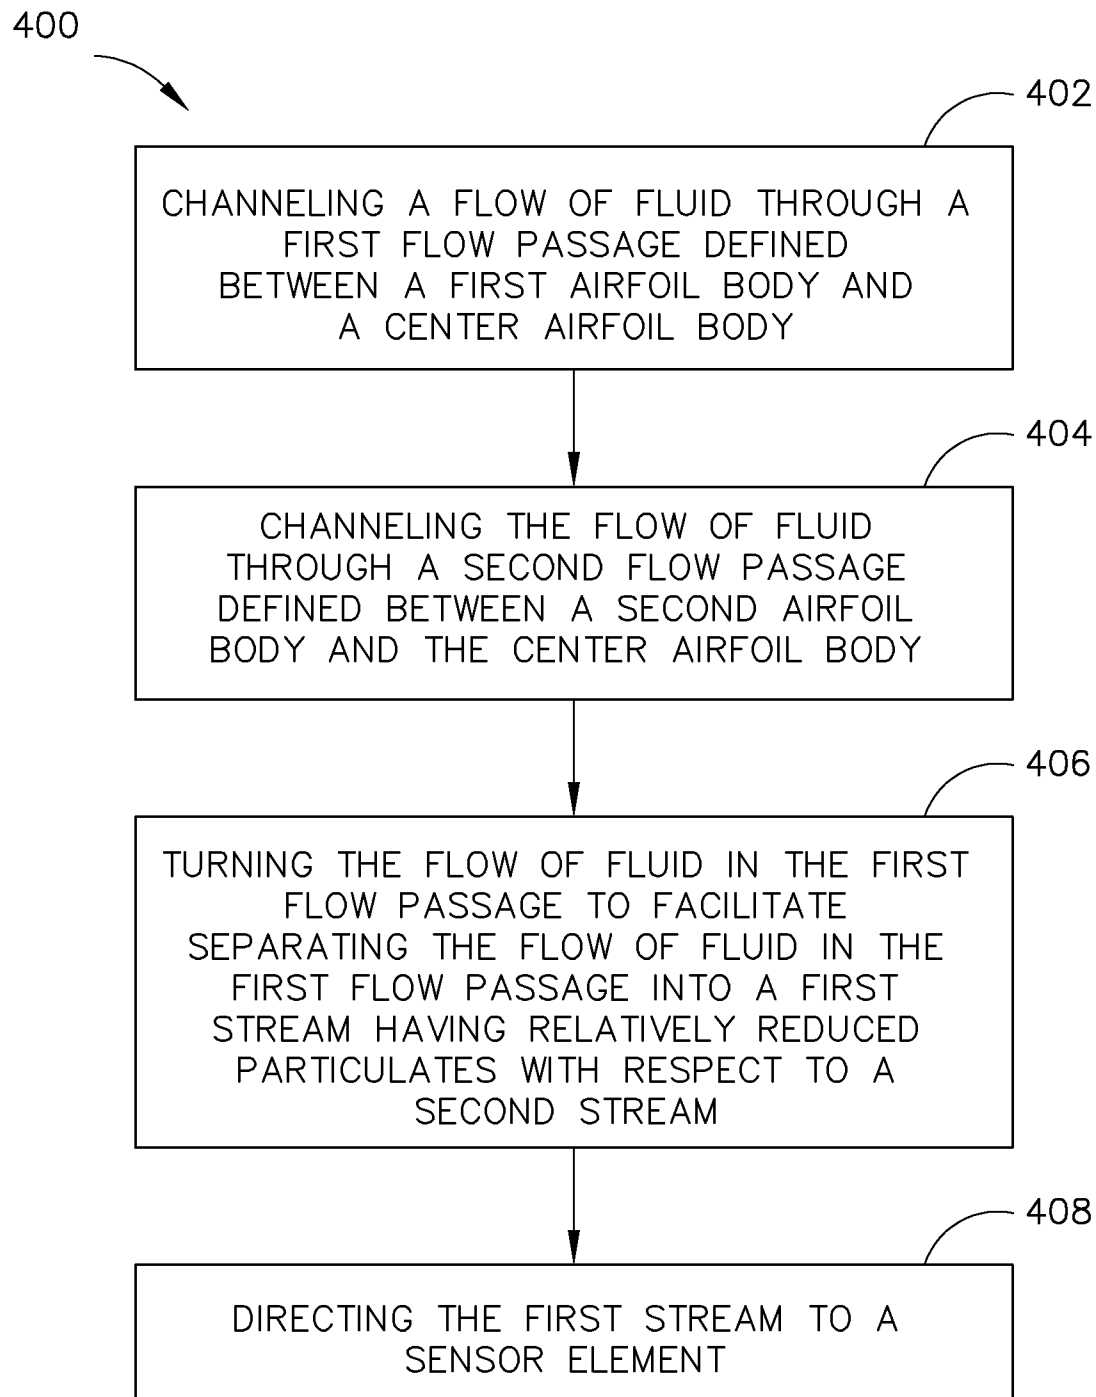 400
402
CHANNELING A FLOW OF FLUID THROUGH A
FIRST FLOW PASSAGE DEFINED
BETWEEN A FIRST AIRFOIL BODY AND
A CENTER AIRFOIL BODY
404
CHANNELING THE FLOW OF FLUID
THROUGH A SECOND FLOW PASSAGE
DEFINED BETWEEN A SECOND AIRFOIL
BODY AND THE CENTER AIRFOIL BODY
406
TURNING THE FLOW OF FLUID IN THE FIRST
FLOW PASSAGE TO FACILITATE
SEPARATING THE FLOW OF FLUID IN THE
FIRST FLOW PASSAGE INTO A FIRST
STREAM HAVING RELATIVELY REDUCED
PARTICULATES WITH RESPECT TO A
SECOND STREAM
408
DIRECTING THE FIRST STREAM TO A
SENSOR ELEMENT